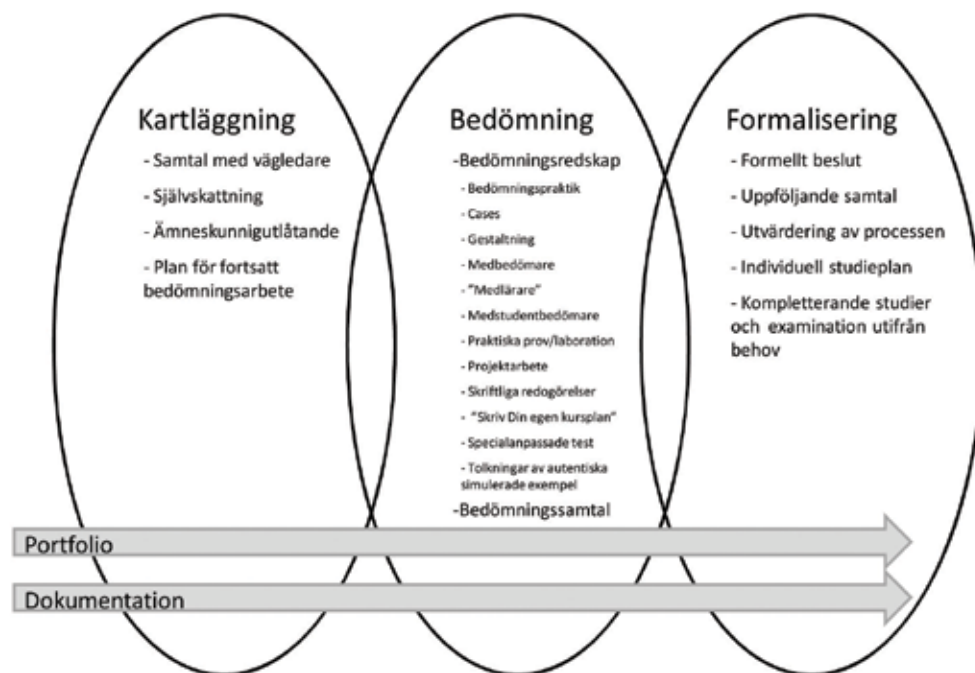 Kartläggning
- Samtal med vägledare
- Självskattning
- Ämneskunnigutlåtande
- Plan för fortsatt
bedömningsarbete
Bedömning
-Bedömningsredskap
- Bedömningspraktik
- Cases
- Gestaltning
- Medbedömare
- "Medlärare"
- Medstudentbedömare
- Praktiska prov/laboration
- Projektarbete
- Skriftliga redogörelser
- "Skriv Din egen kursplan"
- Specialanpassade test
- Tolkningar av autentiska
simulerade exempel
-Bedömningssamtal
Formalisering
- Formellt beslut
- Uppföljande samtal
- Utvärdering av processen
- Individuell studieplan
- Kompletterande studier
och examination utifrån
behov
Portfolio
Dokumentation